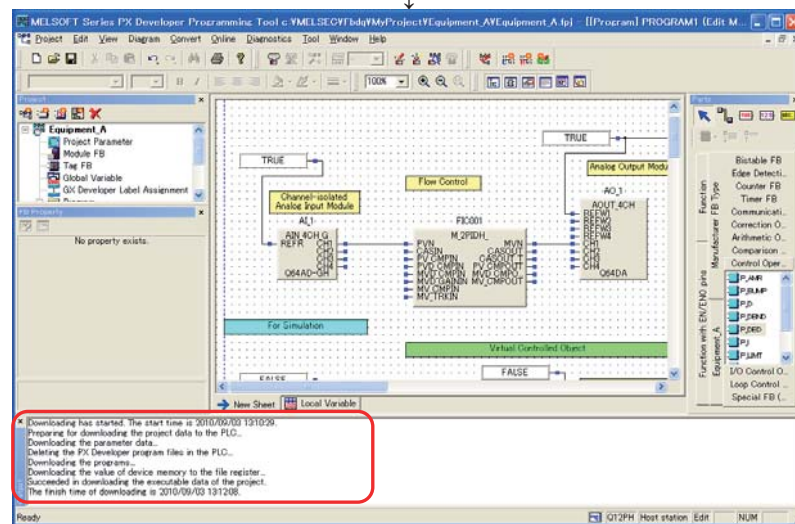 MELSOFT Series PX Developer Programming Tool c:¥MELSEC¥Fbdq¥MyProject¥Equipment_A¥Equipment_A.fpj - [[Program] PROGRAM1 (Edit M...
Project Edit View Diagram Convert Online Diagnostics Tool Window Help
100%
Project
Equipment_A
Project Parameter
Module FB
Tag FB
Global Variable
GX Developer Label Assignment
FB Property
No property exists.
TRUE
TRUE
Channel-isolated
Analog Input Module
Flow Control
Analog Output Modu
AI_1
FIC001
AO_1
AIN_4CH_G
REFR CH1
CH2
CH3
CH4
Q64AD-GH
M_2PIDH_
PVN MVN
CASIN CASOUT
PV_CMPIN CASOUT_T
PVD_CMPIN PV_CMPOUT
MVD_CMPIN MVD_CMPO...
MVD_GAININ MV_CMPOUT
MV_CMPIN
MV_TRKIN
AOUT_4CH
REFW1
REFW2
REFW3
REFW4
CH1
CH2
CH3
CH4
Q64DA
For Simulation
Virtual Controlled Object
FALSE
FALSE
New Sheet Local Variable
Parts
Function
Manufacturer FB Type
Function with EN/ENO pins
Equipment_A
Bistable FB
Edge Detecti...
Counter FB
Timer FB
Communicati...
Correction O...
Arithmetic O...
Comparison ...
Control Oper...
P_AMR
P_BUMP
P_D
P_DBND
P_DED
P_I
P_LIMT
I/O Control O...
Loop Control ...
Special FB (...
Downloading has started. The start time is 2010/09/03 13:10:29.
Preparing for downloading the project data to the PLC...
Downloading the parameter data...
Deleting the PX Developer program files in the PLC...
Downloading the programs...
Downloading the value of device memory to the file register...
Succeeded in downloading the executable data of the project.
The finish time of downloading is 2010/09/03 13:12:08.
Ready
Q12PH Host station Edit NUM